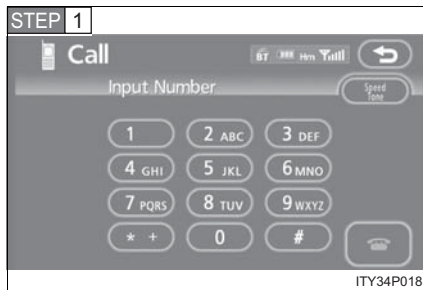 STEP 1
Call BT Hm
Input Number
Speed Tone
1 2 ABC 3 DEF
4 GHI 5 JKL 6 MNO
7 PQRS 8 TUV 9 WXYZ
* + 0 #
ITY34P018